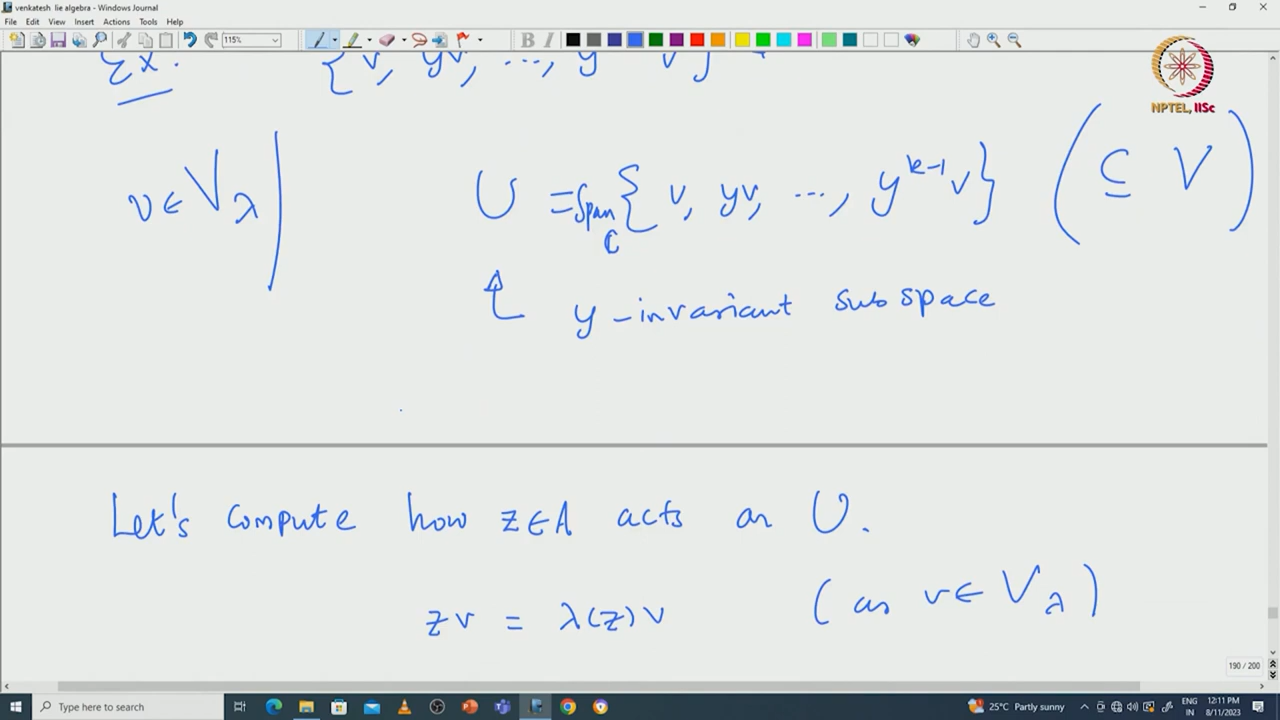 venkatesh lie algebra - Windows Journal
File Edit View Insert Actions Tools Help
115%
B I
Ex.
{v, yv, ..., y v}
NPTEL, IISc
v ∈ V_λ
U = Span_ℂ {v, yv, ..., y^{k-1}v} (⊆ V)
y-invariant subspace
Let's compute how z∈A acts on U.
zv = λ(z)v (as v ∈ V_λ)
190 / 200
Type here to search
25°C Partly sunny
ENG
IN
12:11 PM
8/11/2023